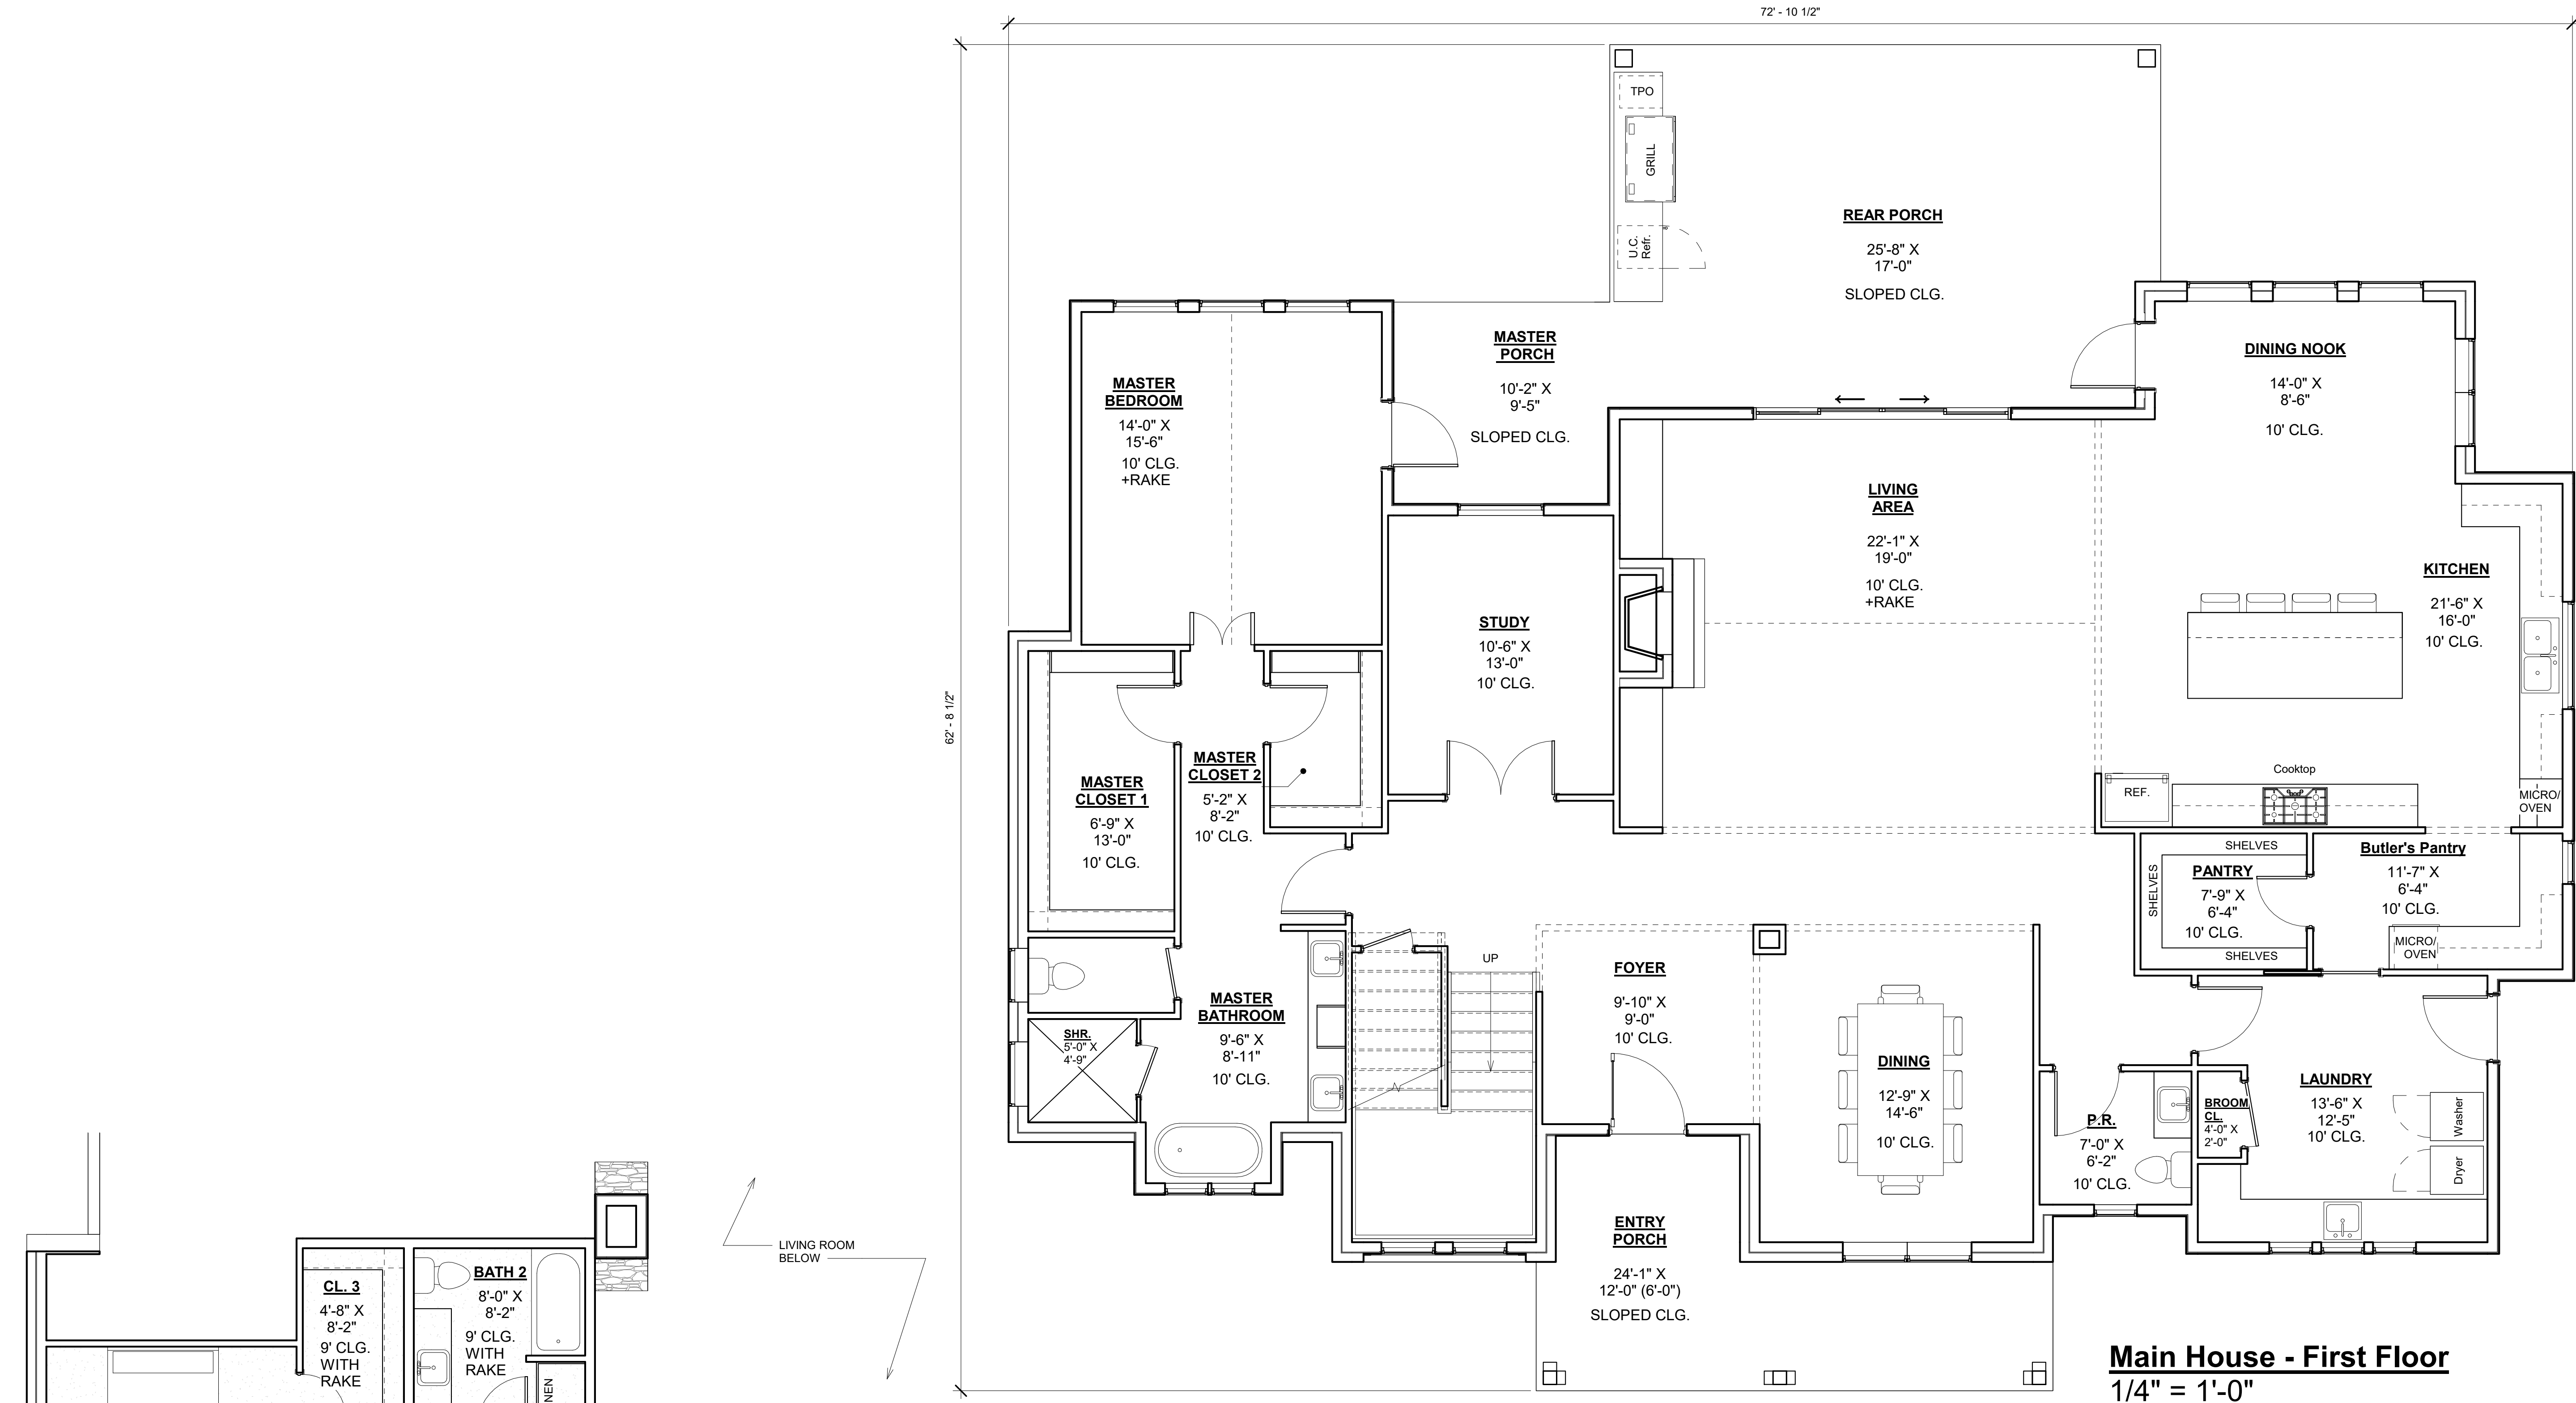 72' - 10 1/2"
62' - 8 1/2"
TPO
GRILL
U.C.
Refr.
REAR PORCH
25'-8" X
17'-0"
SLOPED CLG.
MASTER
PORCH
10'-2" X
9'-5"
SLOPED CLG.
DINING NOOK
14'-0" X
8'-6"
10' CLG.
MASTER
BEDROOM
14'-0" X
15'-6"
10' CLG.
+RAKE
LIVING
AREA
22'-1" X
19'-0"
10' CLG.
+RAKE
KITCHEN
21'-6" X
16'-0"
10' CLG.
STUDY
10'-6" X
13'-0"
10' CLG.
MASTER
CLOSET 1
6'-9" X
13'-0"
10' CLG.
MASTER
CLOSET 2
5'-2" X
8'-2"
10' CLG.
Cooktop
REF.
MICRO/
OVEN
SHELVES
SHELVES
PANTRY
7'-9" X
6'-4"
10' CLG.
SHELVES
Butler's Pantry
11'-7" X
6'-4"
10' CLG.
MICRO/
OVEN
UP
FOYER
9'-10" X
9'-0"
10' CLG.
MASTER
BATHROOM
9'-6" X
8'-11"
10' CLG.
SHR.
5'-0" X
4'-9"
DINING
12'-9" X
14'-6"
10' CLG.
P.R.
7'-0" X
6'-2"
10' CLG.
BROOM
CL.
4'-0" X
2'-0"
LAUNDRY
13'-6" X
12'-5"
10' CLG.
Washer
Dryer
ENTRY
PORCH
24'-1" X
12'-0" (6'-0")
SLOPED CLG.
LIVING ROOM
BELOW
CL. 3
4'-8" X
8'-2"
9' CLG.
WITH
RAKE
BATH 2
8'-0" X
8'-2"
9' CLG.
WITH
RAKE
NEN
Main House - First Floor
1/4" = 1'-0"